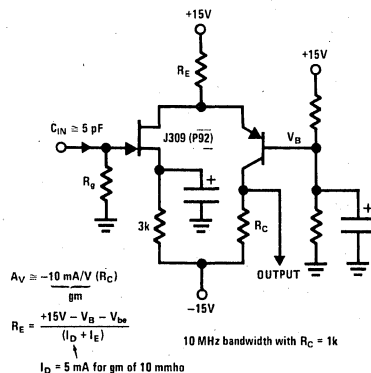 +15V
R_E
+15V
C_IN ≅ 5 pF
J309 (P92)
V_B
R_g
3k
R_C
OUTPUT
−15V
A_V ≅ −10 mA/V (R_C)
gm
R_E = +15V − V_B − V_be / (I_D + I_E)
10 MHz bandwidth with R_C = 1k
I_D = 5 mA for gm of 10 mmho